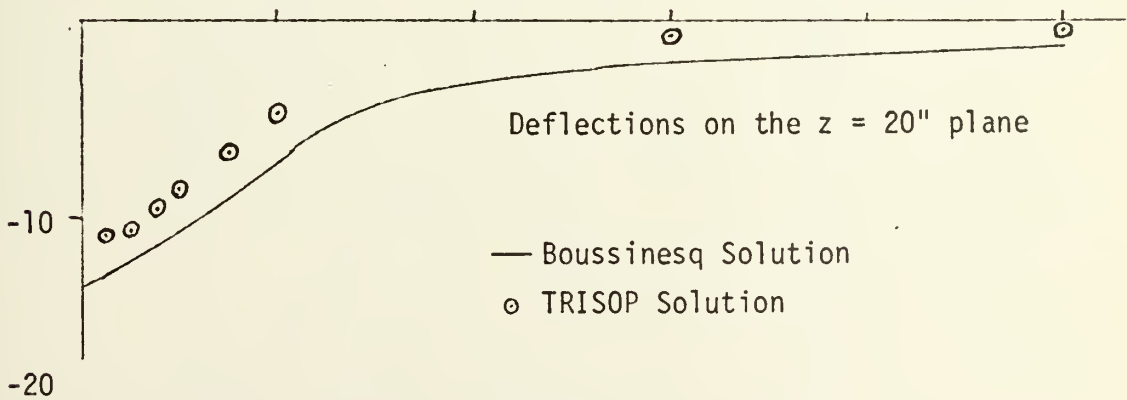 Deflections on the z = 20" plane
-10
— Boussinesq Solution
⊙ TRISOP Solution
-20